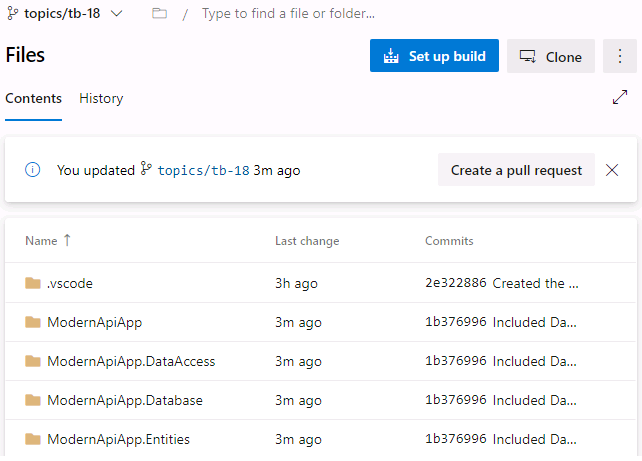 topics/tb-18 / Type to find a file or folder...
Files Set up build Clone
Contents History
You updated topics/tb-18 3m ago Create a pull request
Name ↑ Last change Commits
.vscode 3h ago 2e322886 Created the ...
ModernApiApp 3m ago 1b376996 Included Da...
ModernApiApp.DataAccess 3m ago 1b376996 Included Da...
ModernApiApp.Database 3m ago 1b376996 Included Da...
ModernApiApp.Entities 3m ago 1b376996 Included Da...